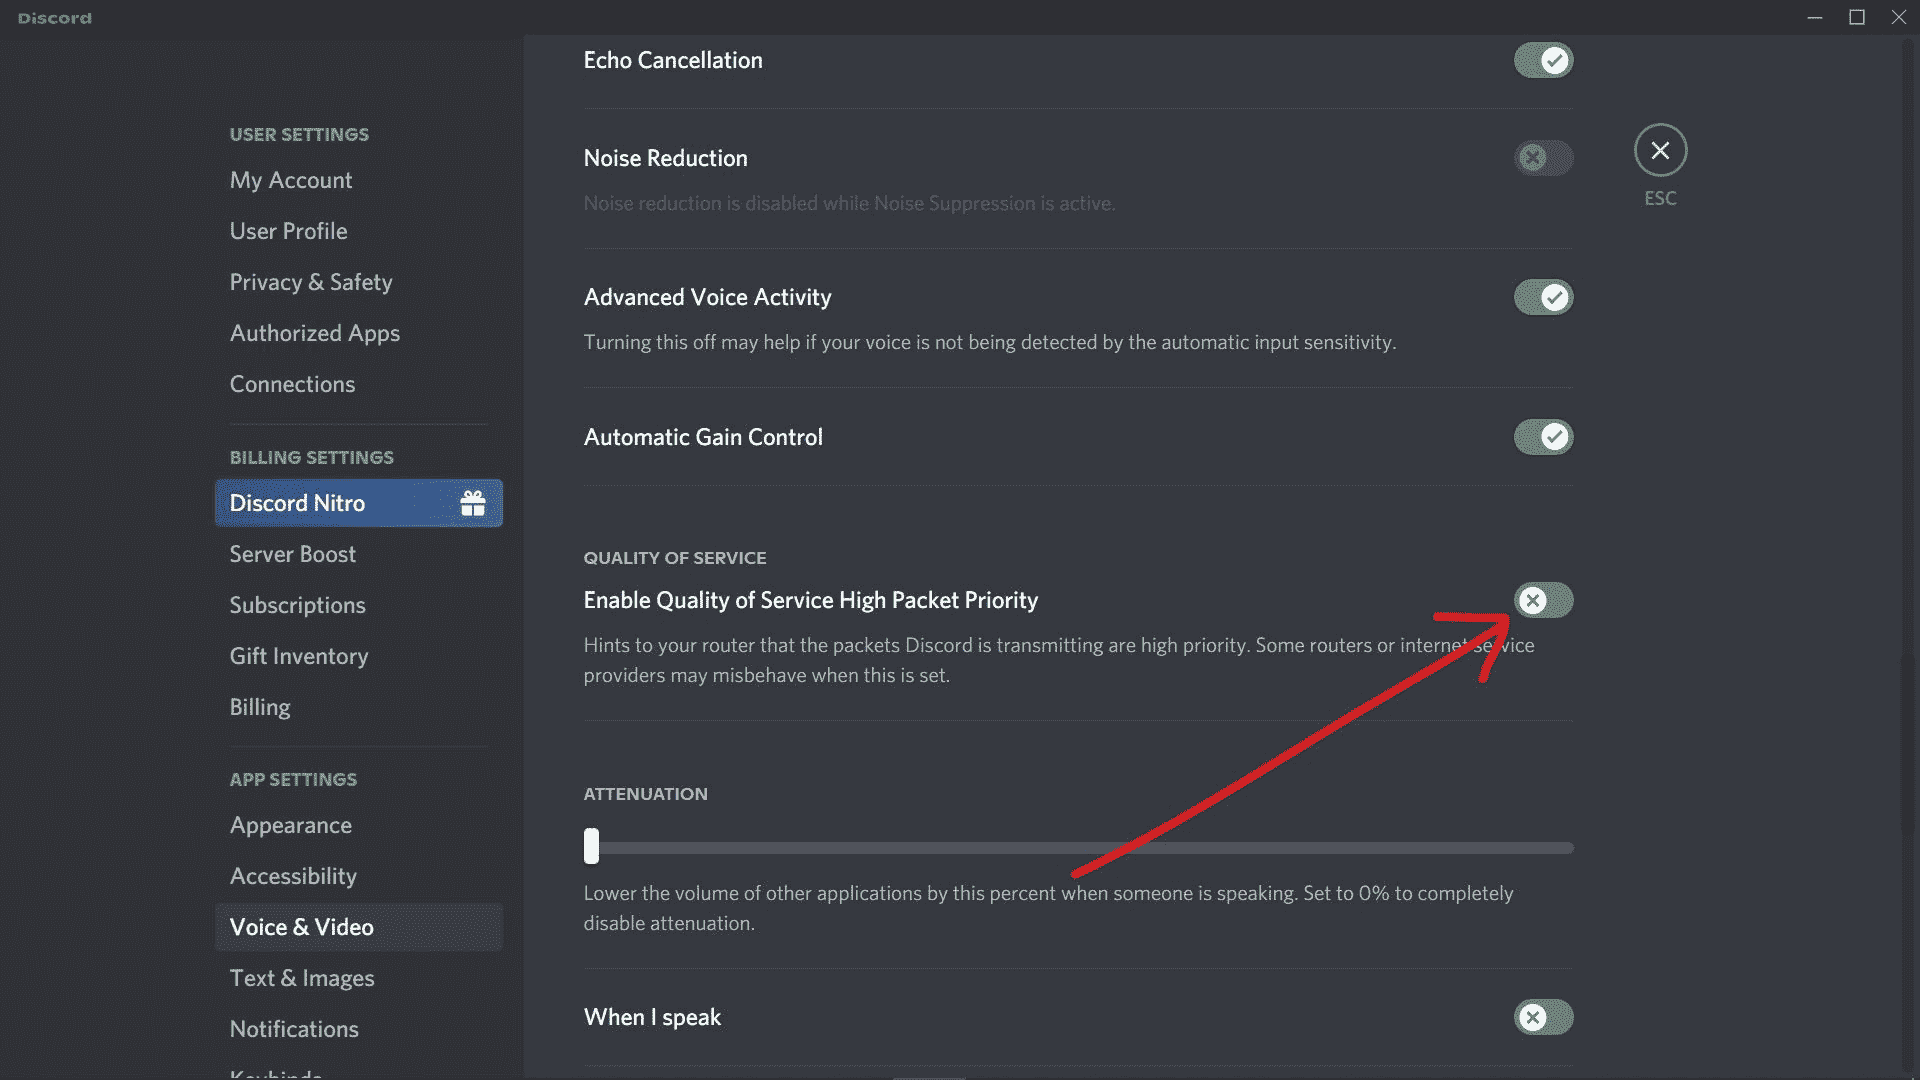 Discord
USER SETTINGS
My Account
User Profile
Privacy & Safety
Authorized Apps
Connections
BILLING SETTINGS
Discord Nitro
Server Boost
Subscriptions
Gift Inventory
Billing
APP SETTINGS
Appearance
Accessibility
Voice & Video
Text & Images
Notifications
Keybinds
Echo Cancellation
Noise Reduction
Noise reduction is disabled while Noise Suppression is active.
Advanced Voice Activity
Turning this off may help if your voice is not being detected by the automatic input sensitivity.
Automatic Gain Control
QUALITY OF SERVICE
Enable Quality of Service High Packet Priority
Hints to your router that the packets Discord is transmitting are high priority. Some routers or internet service
providers may misbehave when this is set.
ATTENUATION
Lower the volume of other applications by this percent when someone is speaking. Set to 0% to completely
disable attenuation.
When I speak
ESC